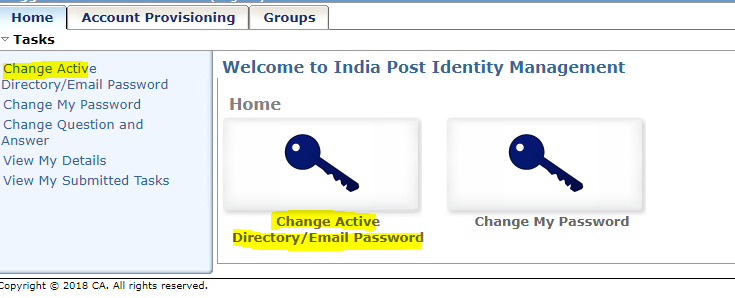 Home Account Provisioning Groups
Tasks
Change Active
Directory/Email Password
Change My Password
Change Question and
Answer
View My Details
View My Submitted Tasks
Welcome to India Post Identity Management
Home
Change Active
Directory/Email Password
Change My Password
Copyright © 2018 CA. All rights reserved.